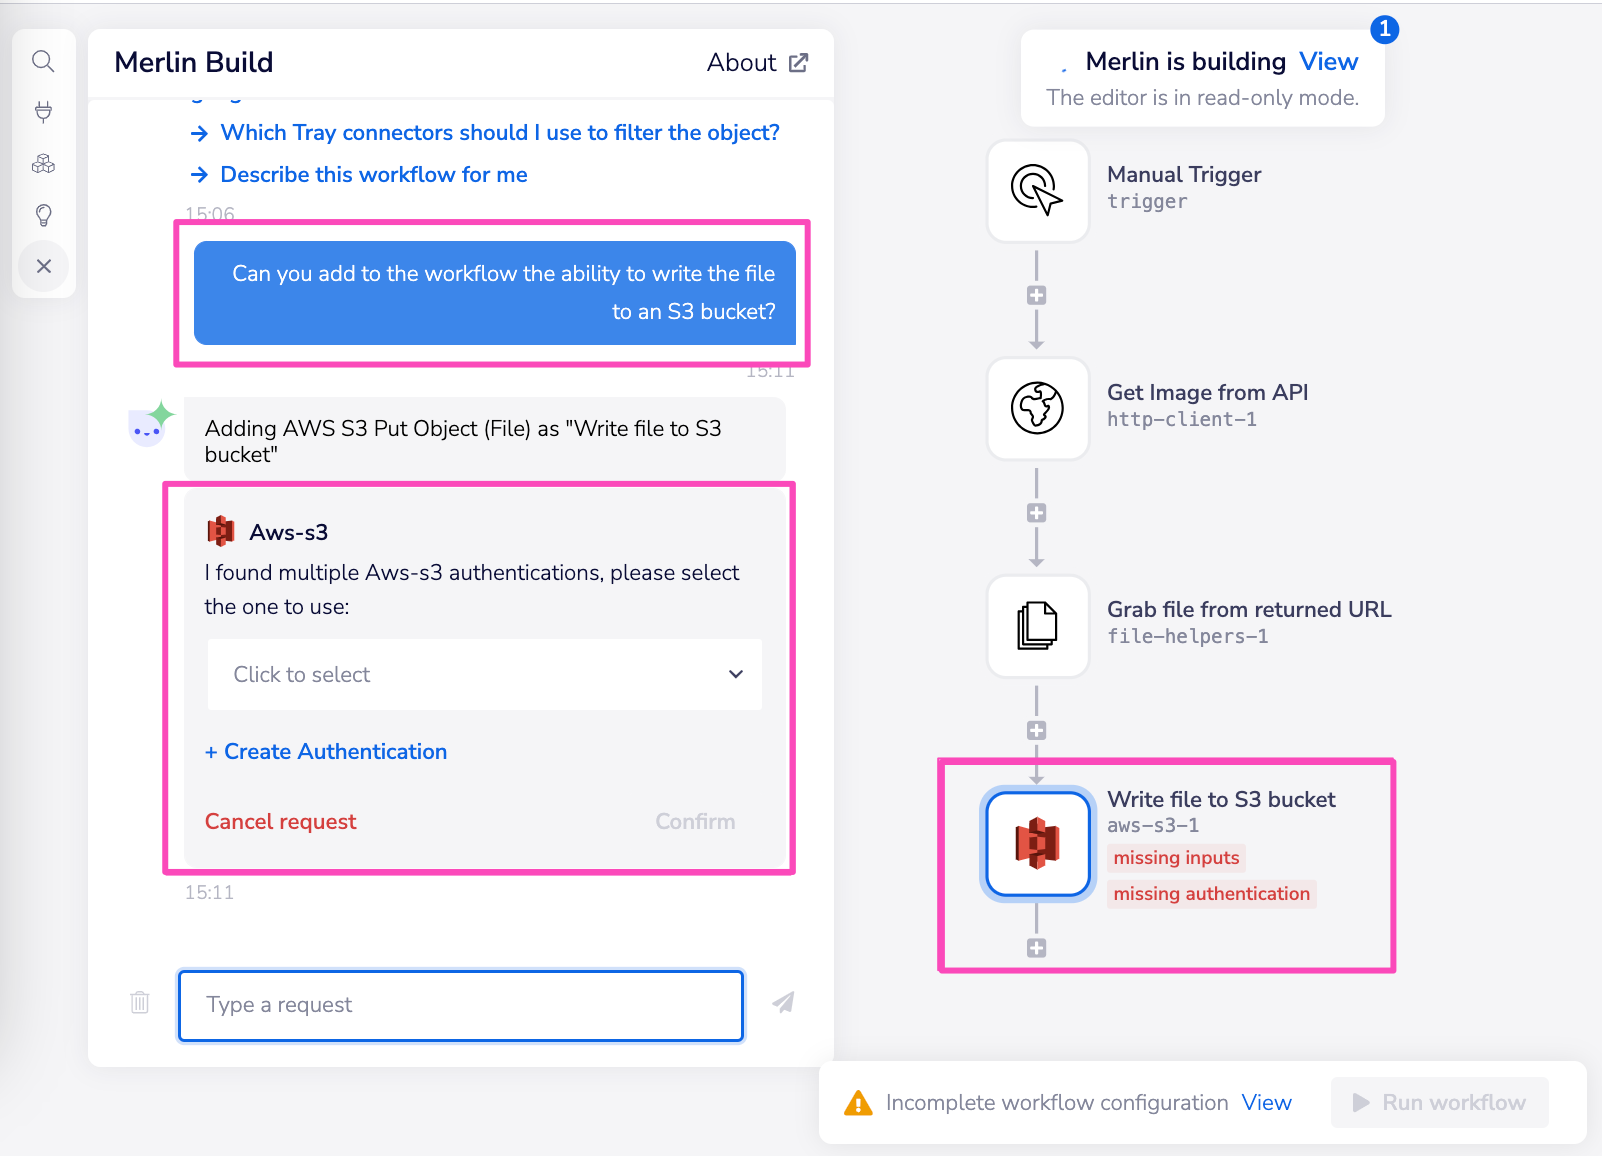 Merlin Build
About
→ Which Tray connectors should I use to filter the object?
→ Describe this workflow for me
15:06
Can you add to the workflow the ability to write the file
to an S3 bucket?
15:11
Adding AWS S3 Put Object (File) as "Write file to S3
bucket"
Aws-s3
I found multiple Aws-s3 authentications, please select
the one to use:
Click to select
+ Create Authentication
Cancel request
Confirm
15:11
Type a request
1
Merlin is building View
The editor is in read-only mode.
Manual Trigger
trigger
Get Image from API
http-client-1
Grab file from returned URL
file-helpers-1
Write file to S3 bucket
aws-s3-1
missing inputs
missing authentication
Incomplete workflow configuration View
Run workflow